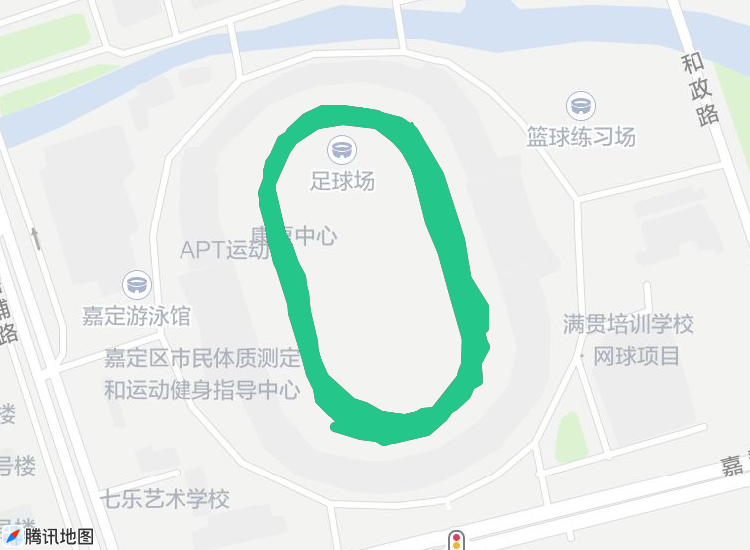 和政路
篮球练习场
足球场
中心
APT运动
嘉定游泳馆
满贯培训学校
· 网球项目
嘉定区市民体质测定
和运动健身指导中心
路
楼
号楼
嘉
七乐艺术学校
号楼
腾讯地图